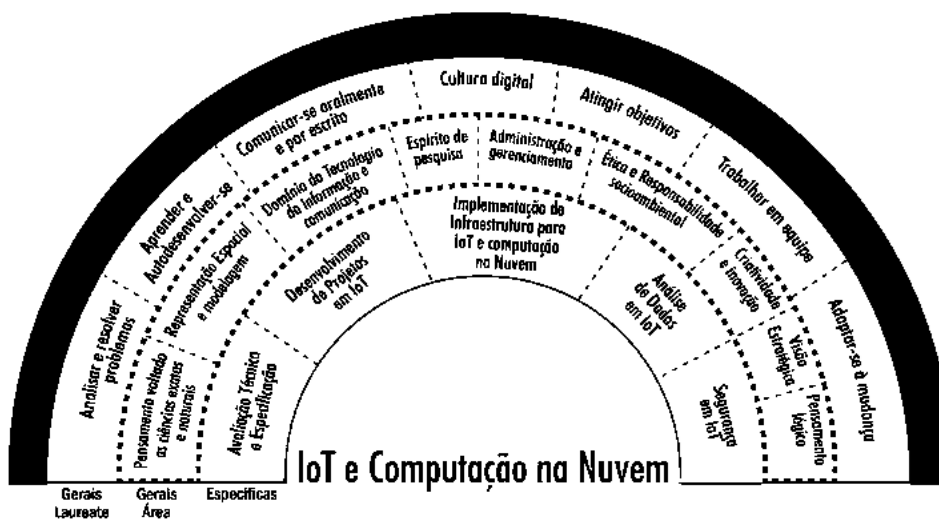 Analisar e resolver
problemas
Aprender e
Autodesenvolver-se
Comunicar-se oralmente
e por escrito
Cultura digital
Atingir objetivos
Trabalhar em equipe
Adaptar-se à mudança
Pensamento voltado
as ciências exatas
e naturais
Representação Espacial
e modelagem
Domínio da Tecnologia
da Informação e
comunicação
Espírito de
pesquisa
Administração e
gerenciamento
Ética e Responsabilidade
socioambiental
Criatividade
e inovação
Visão
Estratégica
Pensamento
lógico
Avaliação Técnica
e Especificação
Desenvolvimento
de Projetos
em IoT
Implementação de
Infraestrutura para
IoT e computação
na Nuvem
Análise
de Dados
em IoT
Segurança
em IoT
IoT e Computação na Nuvem
Gerais
Laureate
Gerais
Área
Específicas